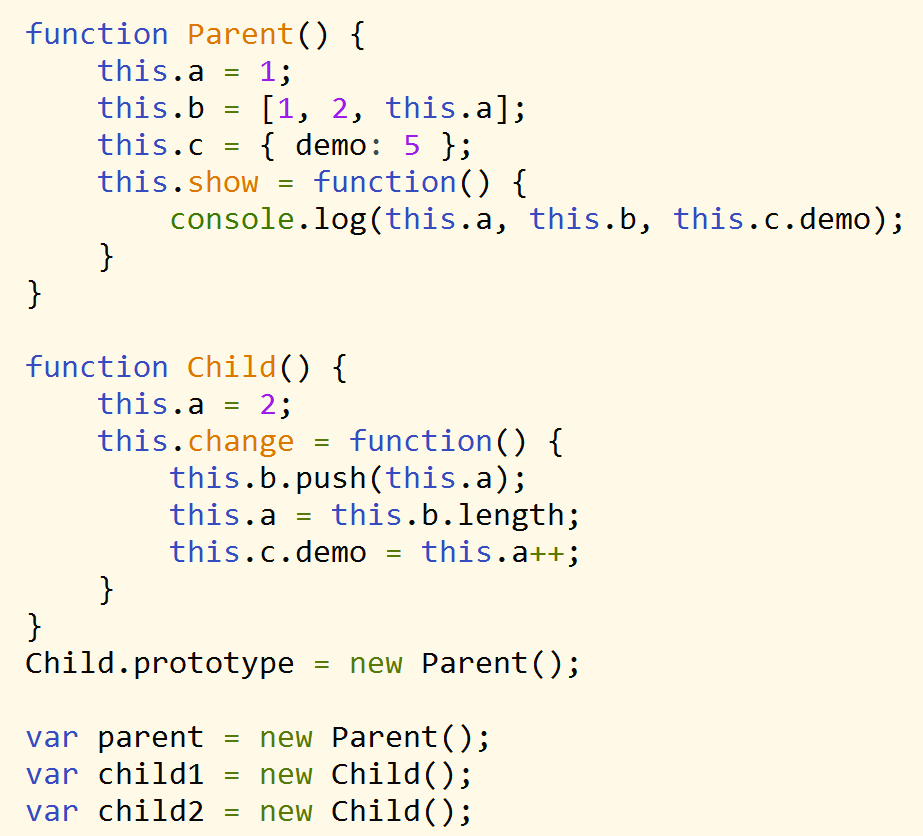 function Parent() {
    this.a = 1;
    this.b = [1, 2, this.a];
    this.c = { demo: 5 };
    this.show = function() {
        console.log(this.a, this.b, this.c.demo);
    }
}

function Child() {
    this.a = 2;
    this.change = function() {
        this.b.push(this.a);
        this.a = this.b.length;
        this.c.demo = this.a++;
    }
}
Child.prototype = new Parent();

var parent = new Parent();
var child1 = new Child();
var child2 = new Child();